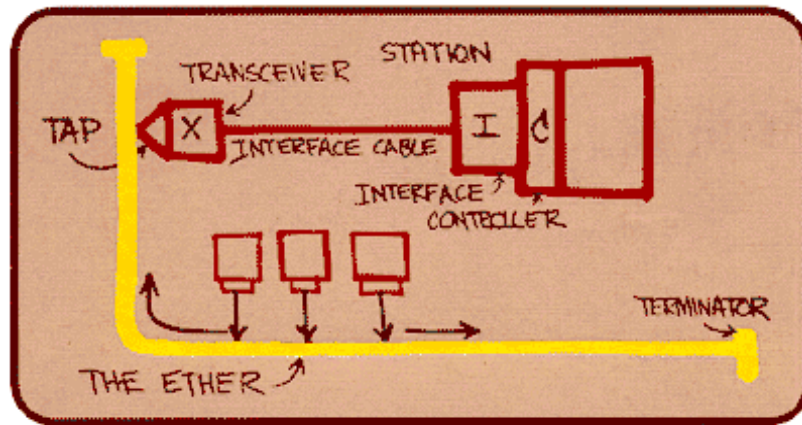 STATION
TRANSCEIVER
TAP
X
I
C
INTERFACE CABLE
INTERFACE
CONTROLLER
TERMINATOR
THE ETHER